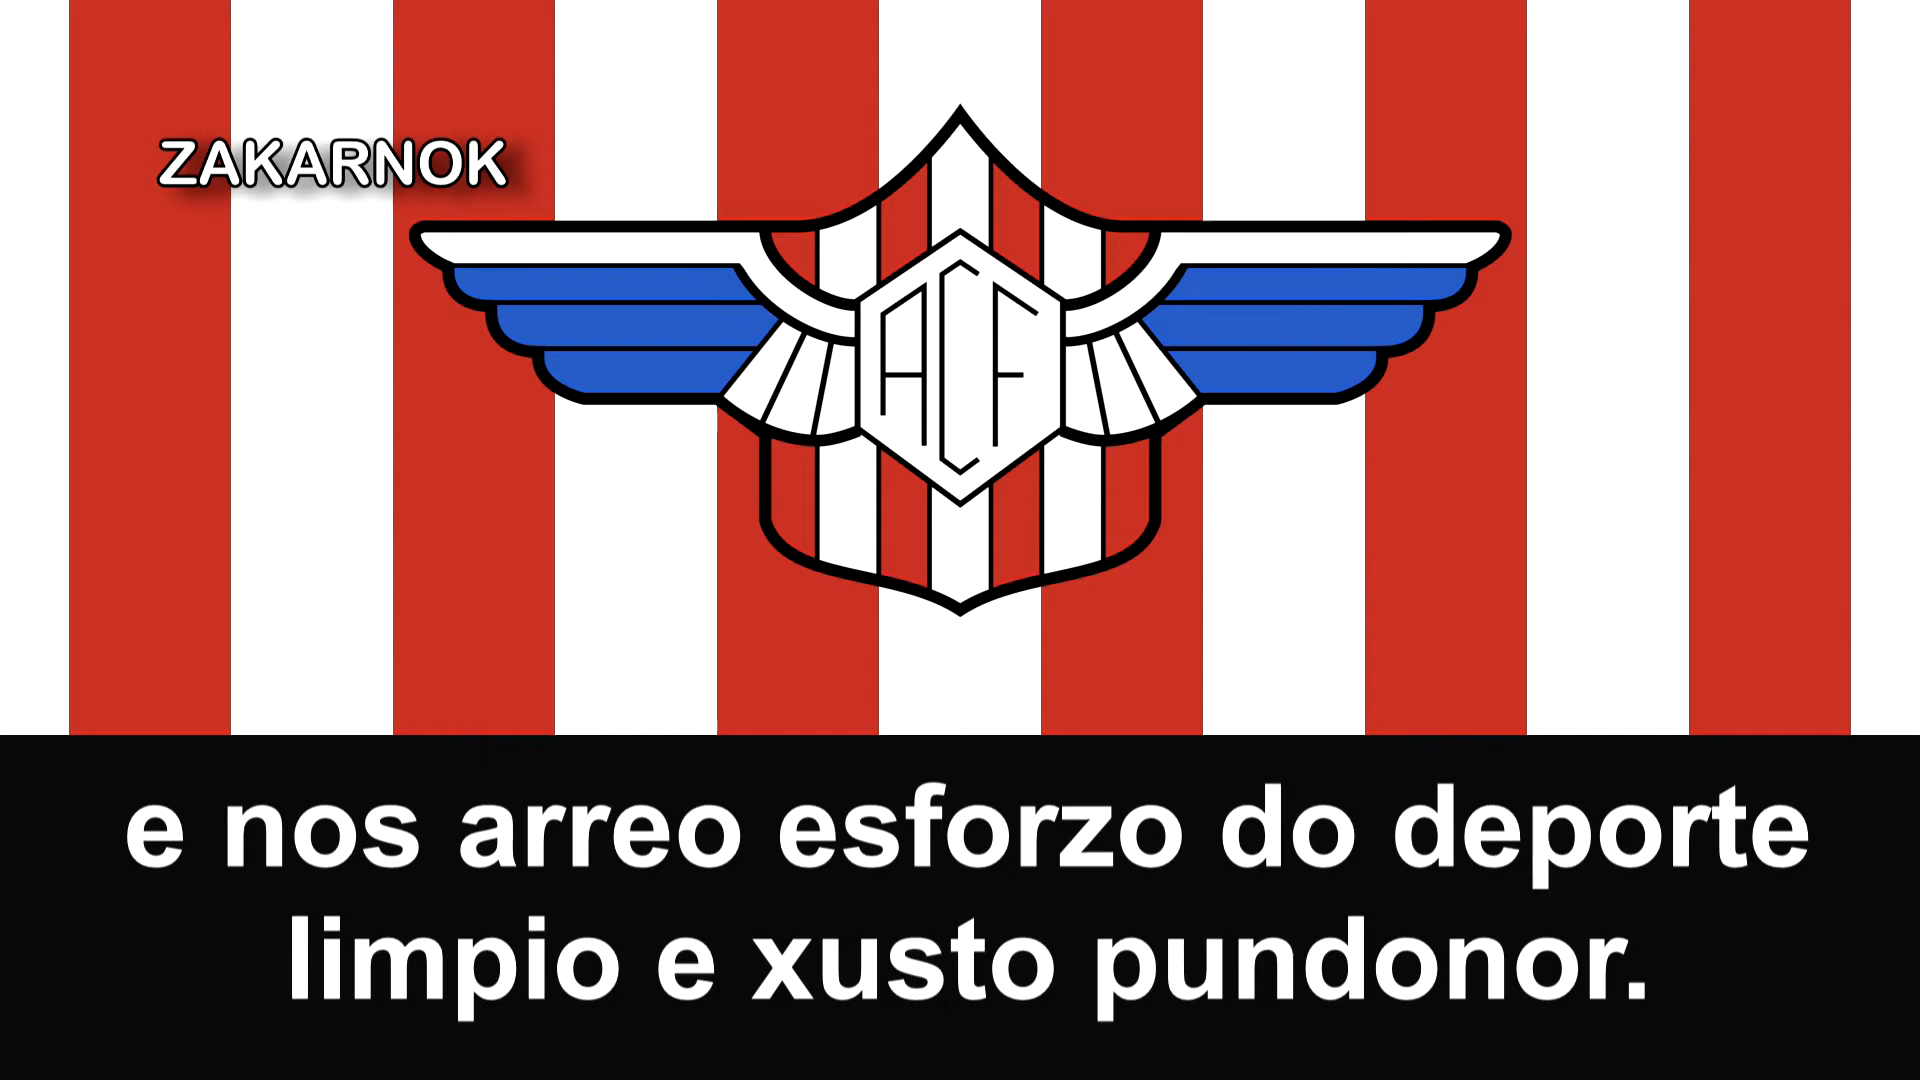 ZAKARNOK
ACF
e nos arreo esforzo do deporte
limpio e xusto pundonor.